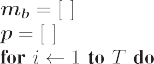 m_b = [ ]
p = [ ]
for i ← 1 to T do